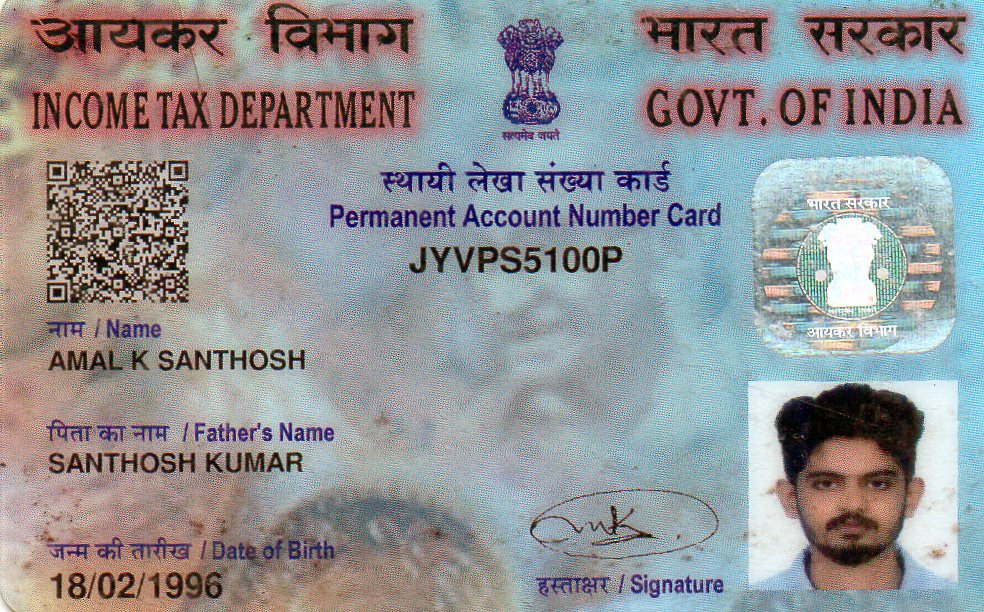 आयकर विभाग
भारत सरकार
INCOME TAX DEPARTMENT
GOVT. OF INDIA
सत्यमेव जयते
स्थायी लेखा संख्या कार्ड
Permanent Account Number Card
JYVPS5100P
भारत सरकार
आयकर विभाग
नाम / Name
AMAL K SANTHOSH
पिता का नाम / Father's Name
SANTHOSH KUMAR
जन्म की तारीख / Date of Birth
18/02/1996
हस्ताक्षर / Signature